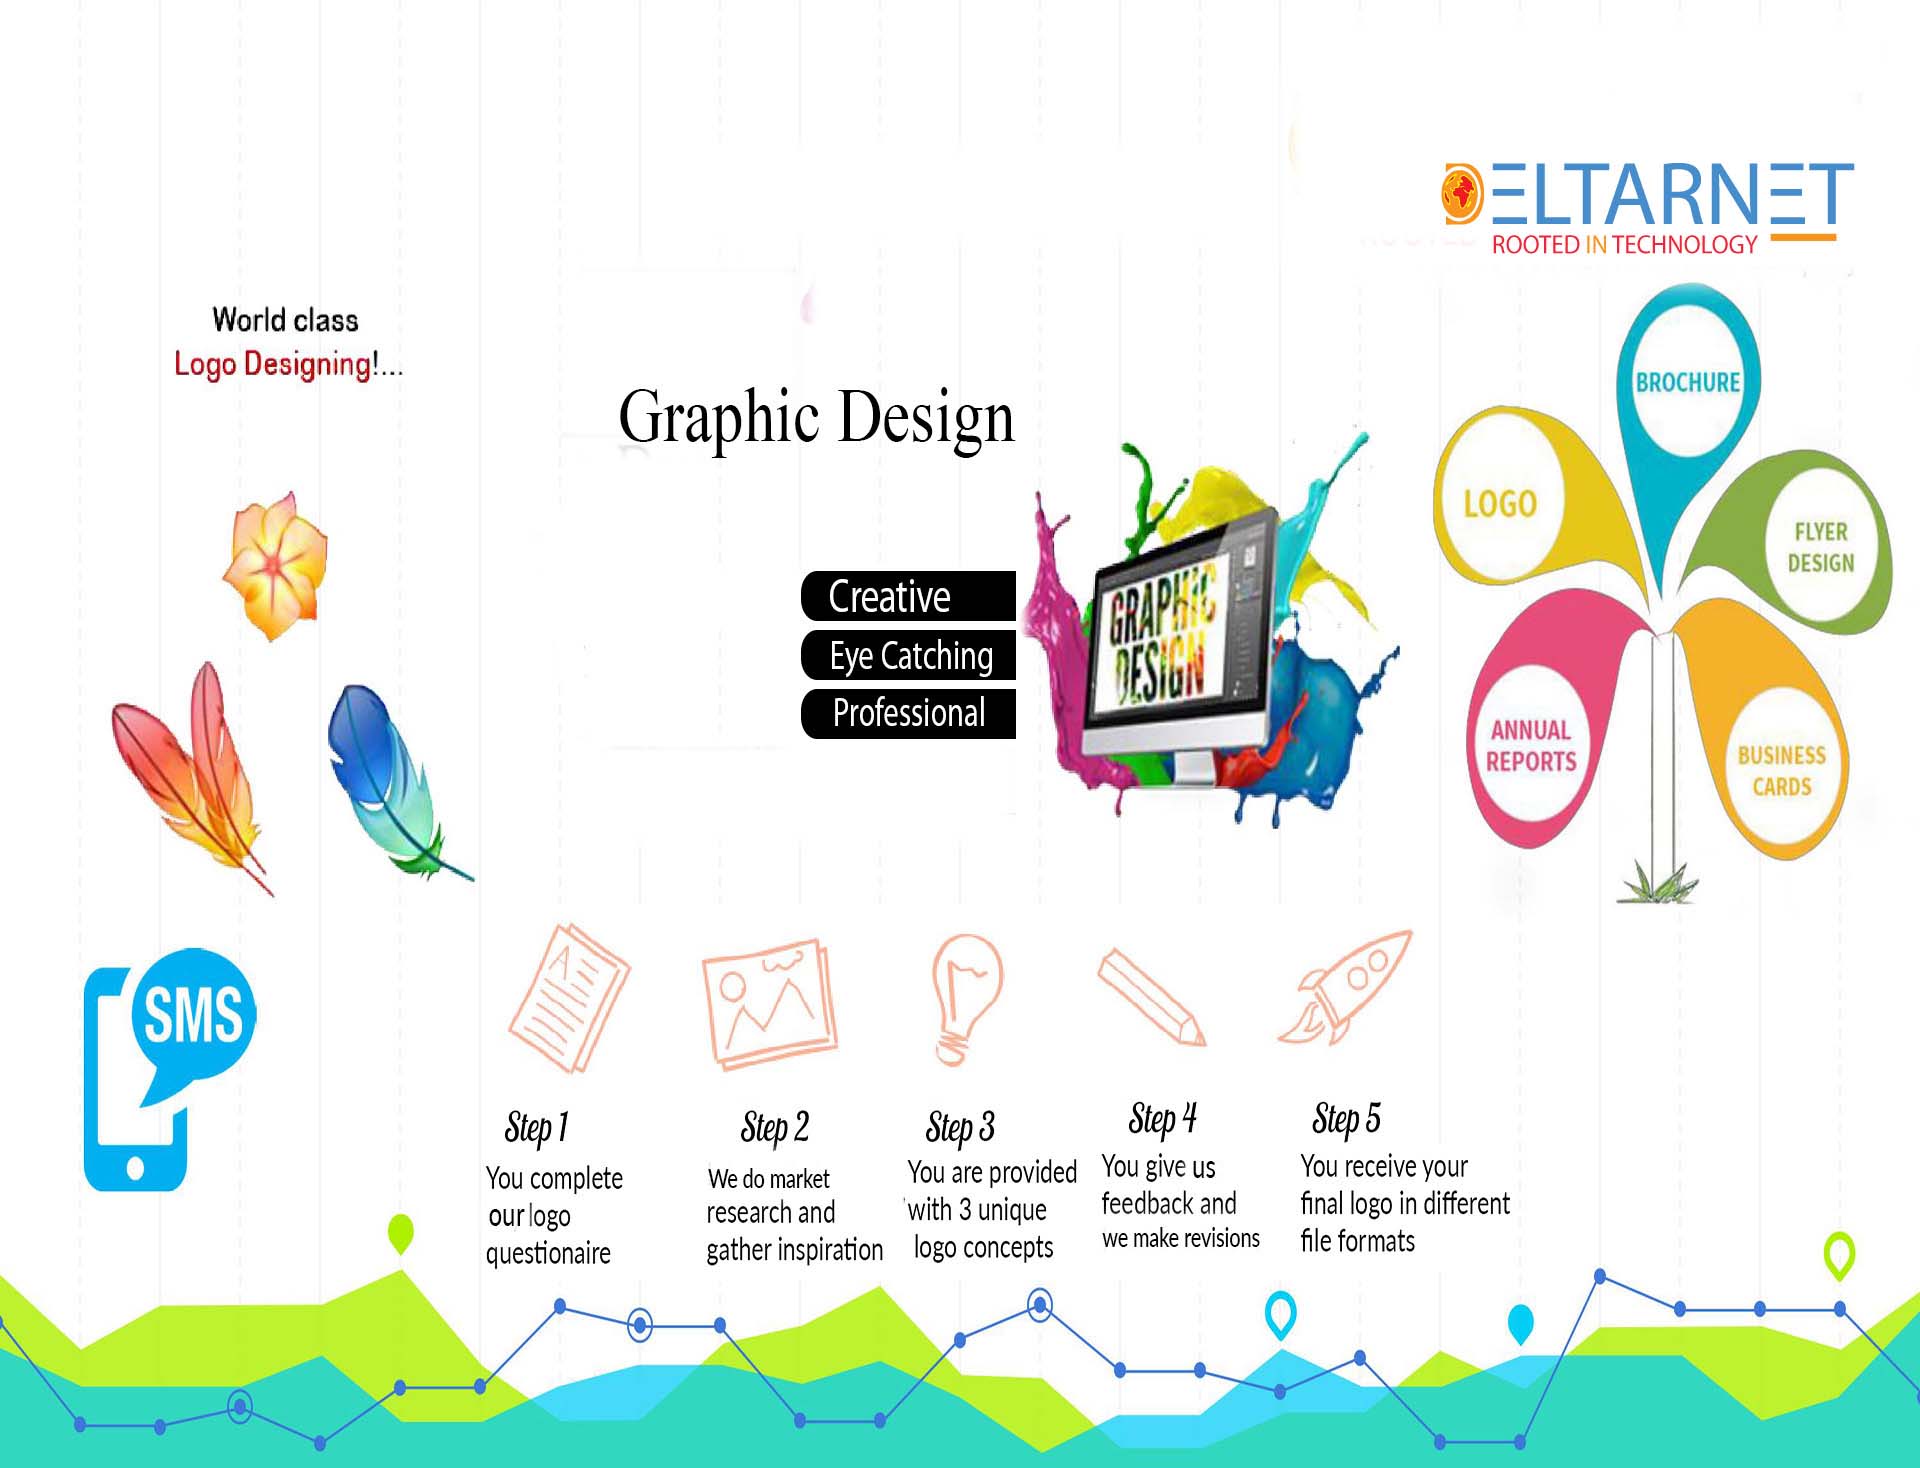 DELTARNET
ROOTED IN TECHNOLOGY
World class
Logo Designing!...
Graphic Design
Creative
Eye Catching
Professional
GRAPHIC
DESIGN
BROCHURE
LOGO
FLYER
DESIGN
ANNUAL
REPORTS
BUSINESS
CARDS
SMS
A
Step 1
You complete
our logo
questionaire
Step 2
We do market
research and
gather inspiration
Step 3
You are provided
with 3 unique
logo concepts
Step 4
You give us
feedback and
we make revisions
Step 5
You receive your
final logo in different
file formats